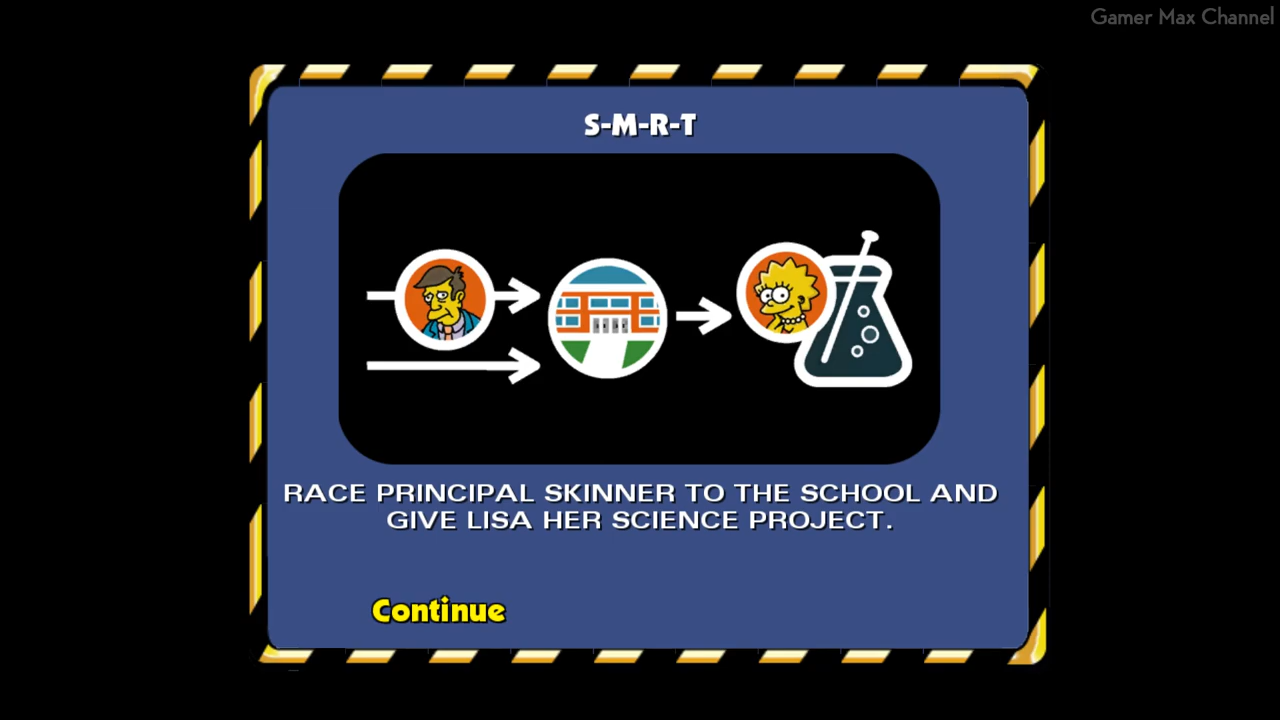 Gamer Max Channel
S-M-R-T
RACE PRINCIPAL SKINNER TO THE SCHOOL AND
GIVE LISA HER SCIENCE PROJECT.
Continue